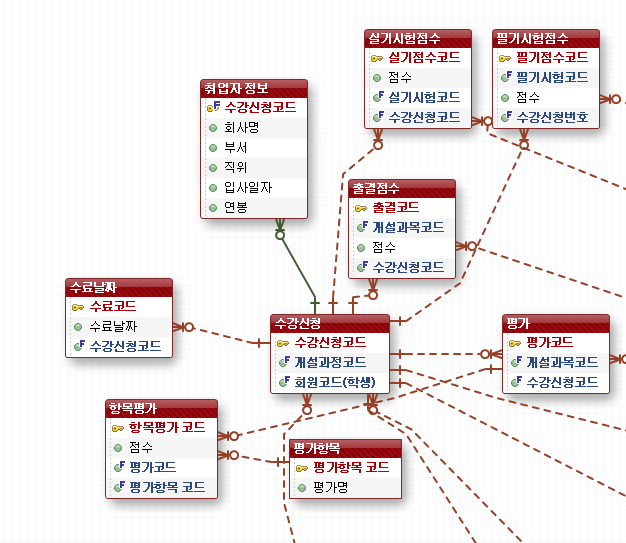 실기시험점수
실기점수코드
점수
실기시험코드
수강신청코드
필기시험점수
필기점수코드
필기시험코드
점수
수강신청번호
취업자 정보
수강신청코드
회사명
부서
직위
입사일자
연봉
출결점수
출결코드
개설과목코드
점수
수강신청코드
수료날짜
수료코드
수료날짜
수강신청코드
수강신청
수강신청코드
개설과정코드
회원코드(학생)
평가
평가코드
개설과목코드
수강신청코드
항목평가
항목평가 코드
점수
평가코드
평가항목 코드
평가항목
평가항목 코드
평가명